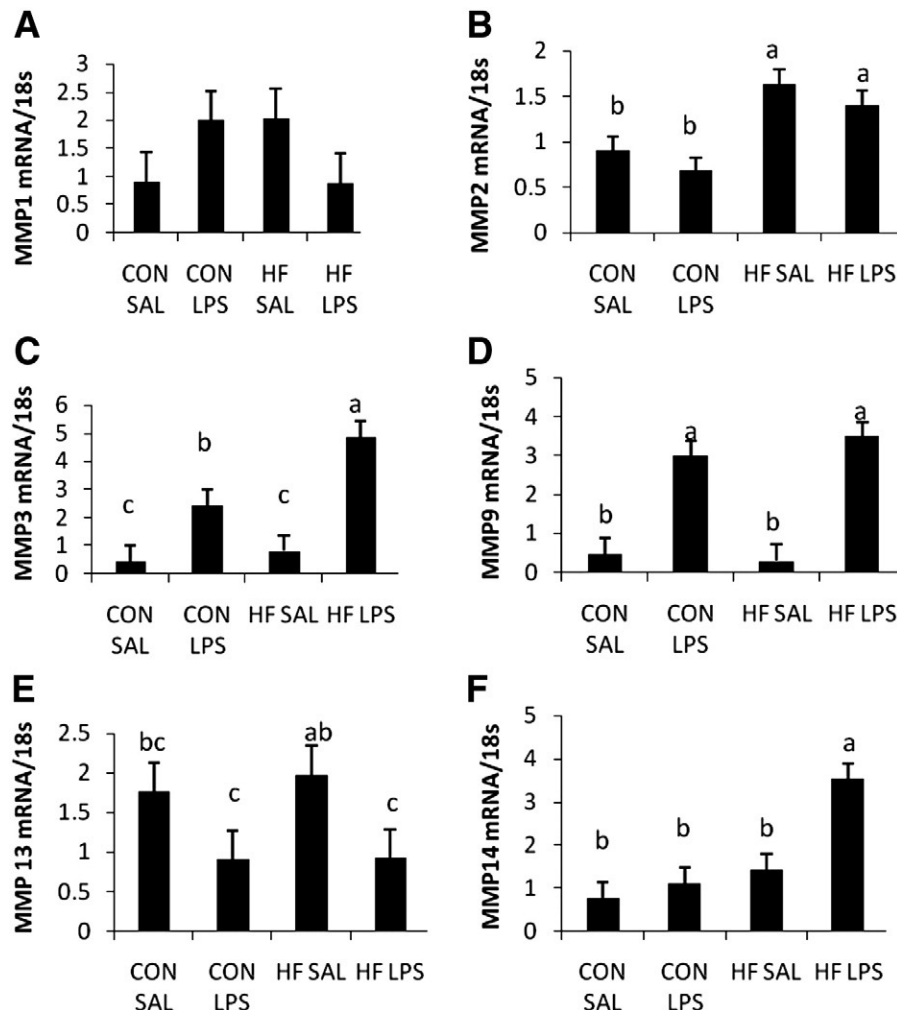 A
MMP1 mRNA/18s
3
2.5
2
1.5
1
0.5
0
CON SAL
CON LPS
HF SAL
HF LPS
B
MMP2 mRNA/18s
2
1.5
1
0.5
0
b
b
a
a
CON SAL
CON LPS
HF SAL
HF LPS
C
MMP3 mRNA/18s
6
5
4
3
2
1
0
c
b
c
a
CON SAL
CON LPS
HF SAL
HF LPS
D
MMP9 mRNA/18s
5
4
3
2
1
0
b
a
b
a
CON SAL
CON LPS
HF SAL
HF LPS
E
MMP 13 mRNA/18s
2.5
2
1.5
1
0.5
0
bc
c
ab
c
CON SAL
CON LPS
HF SAL
HF LPS
F
MMP14 mRNA/18s
5
4
3
2
1
0
b
b
b
a
CON SAL
CON LPS
HF SAL
HF LPS